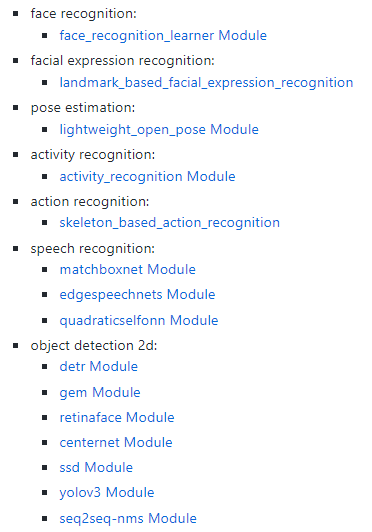 face recognition:
face_recognition_learner Module
facial expression recognition:
landmark_based_facial_expression_recognition
pose estimation:
lightweight_open_pose Module
activity recognition:
activity_recognition Module
action recognition:
skeleton_based_action_recognition
speech recognition:
matchboxnet Module
edgespeechnets Module
quadraticselfonn Module
object detection 2d:
detr Module
gem Module
retinaface Module
centernet Module
ssd Module
yolov3 Module
seq2seq-nms Module